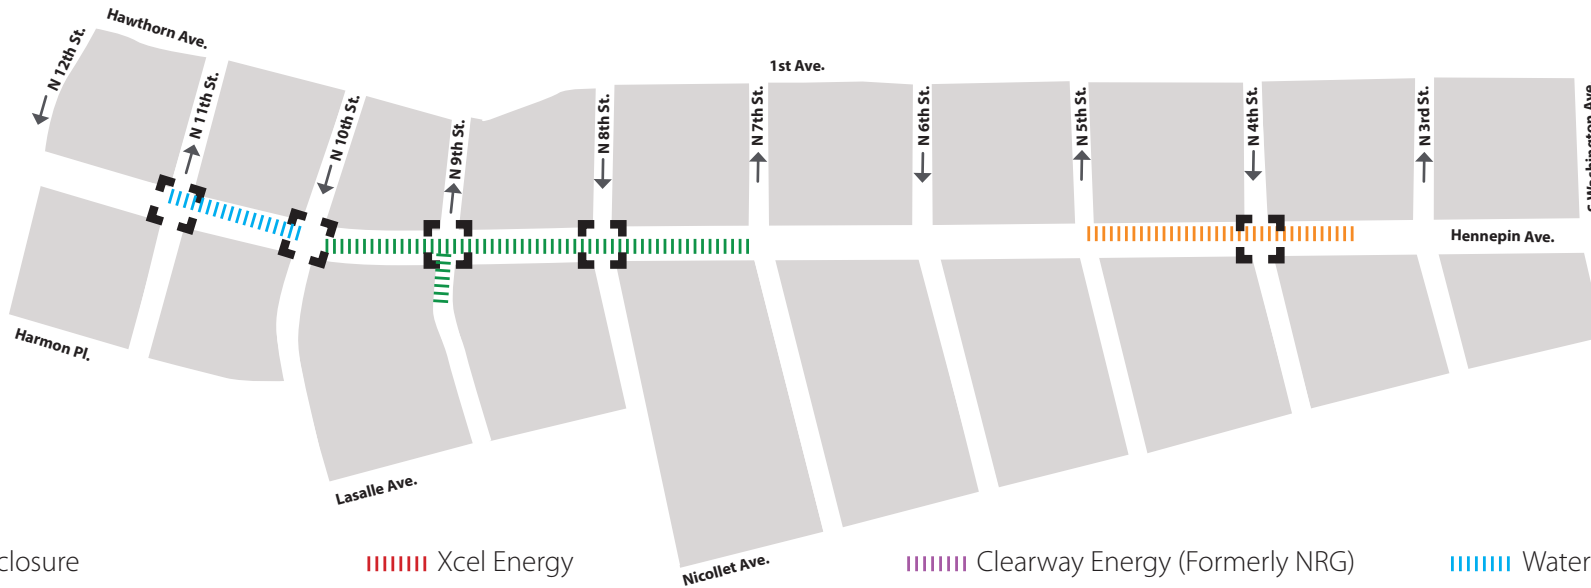 Hawthorn Ave.
N 12th St.
N 11th St.
N 10th St.
N 9th St.
N 8th St.
1st Ave.
N 7th St.
N 6th St.
N 5th St.
N 4th St.
N 3rd St.
S Washington Ave.
Hennepin Ave.
Harmon Pl.
Lasalle Ave.
Nicollet Ave.
closure
Xcel Energy
Clearway Energy (Formerly NRG)
Water